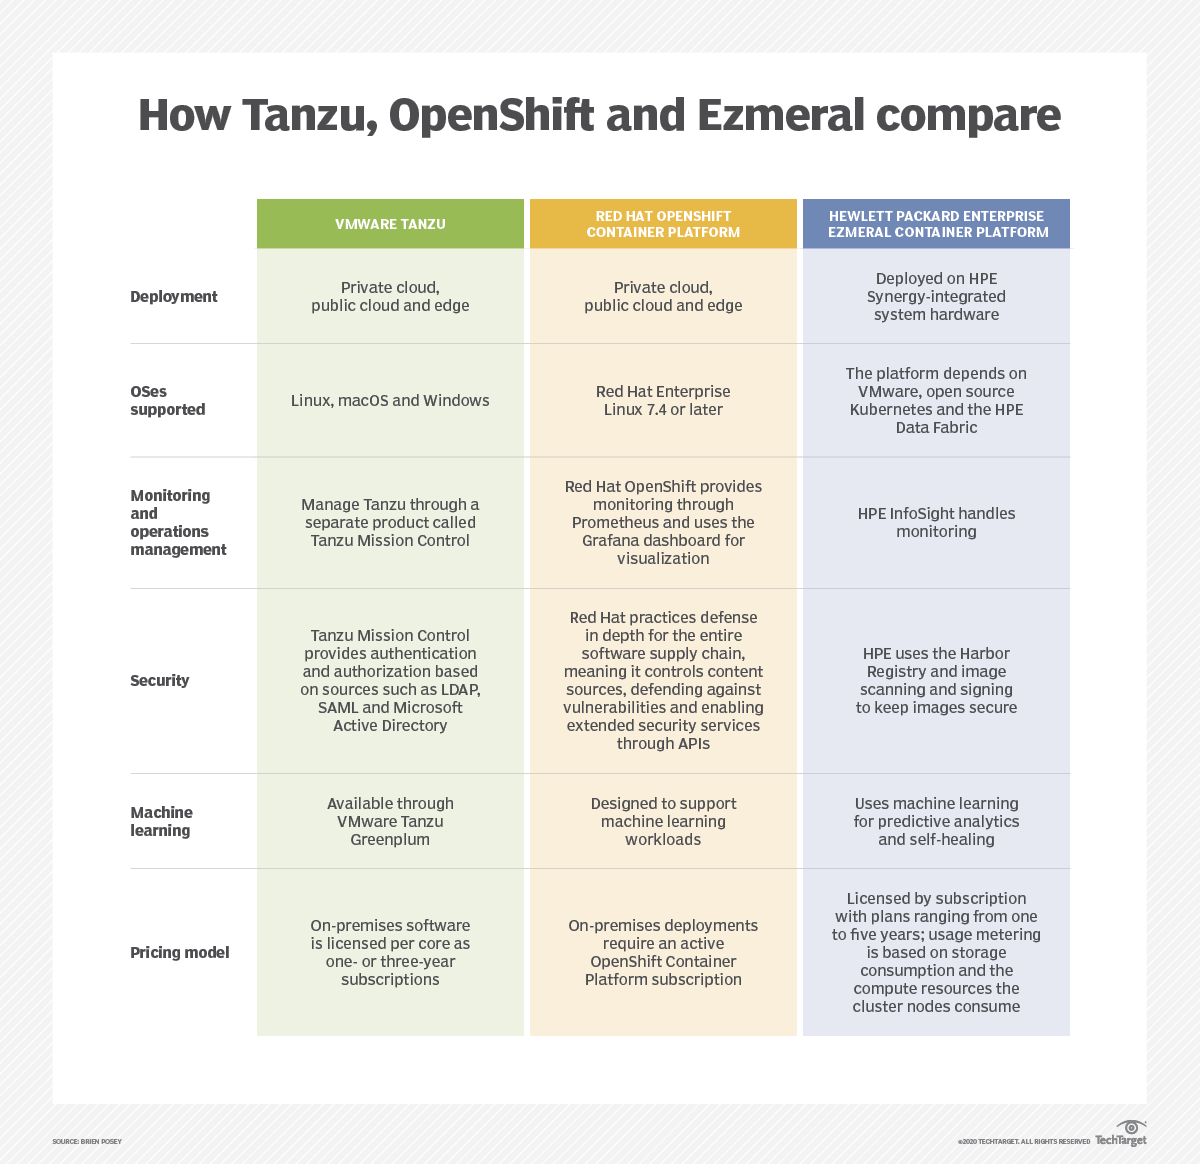 How Tanzu, OpenShift and Ezmeral compare
VMWARE TANZU
RED HAT OPENSHIFT
CONTAINER PLATFORM
HEWLETT PACKARD ENTERPRISE
EZMERAL CONTAINER PLATFORM
Deployment
Private cloud,
public cloud and edge
Private cloud,
public cloud and edge
Deployed on HPE
Synergy-integrated
system hardware
OSes
supported
Linux, macOS and Windows
Red Hat Enterprise
Linux 7.4 or later
The platform depends on
VMware, open source
Kubernetes and the HPE
Data Fabric
Monitoring
and
operations
management
Manage Tanzu through a
separate product called
Tanzu Mission Control
Red Hat OpenShift provides
monitoring through
Prometheus and uses the
Grafana dashboard for
visualization
HPE InfoSight handles
monitoring
Security
Tanzu Mission Control
provides authentication
and authorization based
on sources such as LDAP,
SAML and Microsoft
Active Directory
Red Hat practices defense
in depth for the entire
software supply chain,
meaning it controls content
sources, defending against
vulnerabilities and enabling
extended security services
through APIs
HPE uses the Harbor
Registry and image
scanning and signing
to keep images secure
Machine
learning
Available through
VMware Tanzu
Greenplum
Designed to support
machine learning
workloads
Uses machine learning
for predictive analytics
and self-healing
Pricing model
On-premises software
is licensed per core as
one- or three-year
subscriptions
On-premises deployments
require an active
OpenShift Container
Platform subscription
Licensed by subscription
with plans ranging from one
to five years; usage metering
is based on storage
consumption and the
compute resources the
cluster nodes consume
SOURCE: BRIEN POSEY
©2020 TECHTARGET. ALL RIGHTS RESERVED
TechTarget